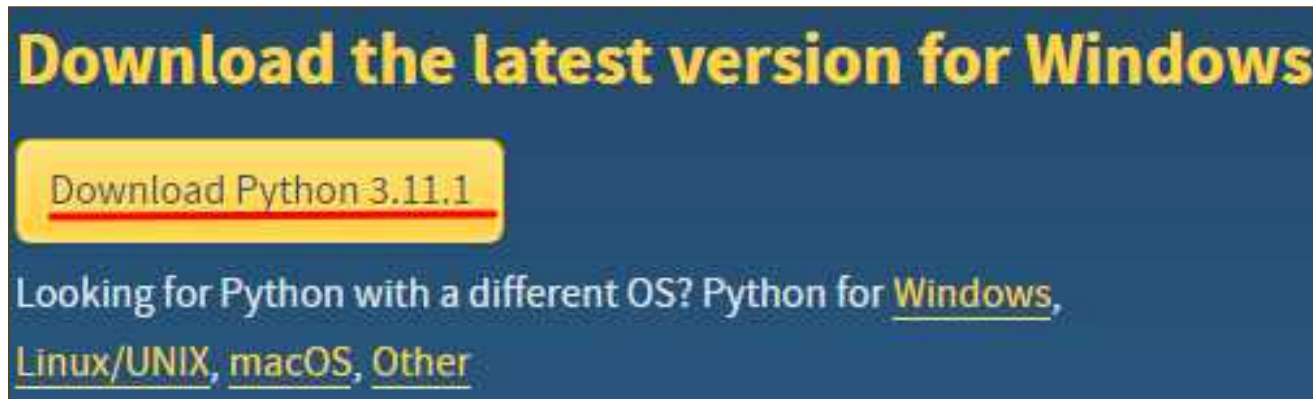 Download the latest version for Windows
Download Python 3.11.1
Looking for Python with a different OS? Python for Windows,
Linux/UNIX, macOS, Other